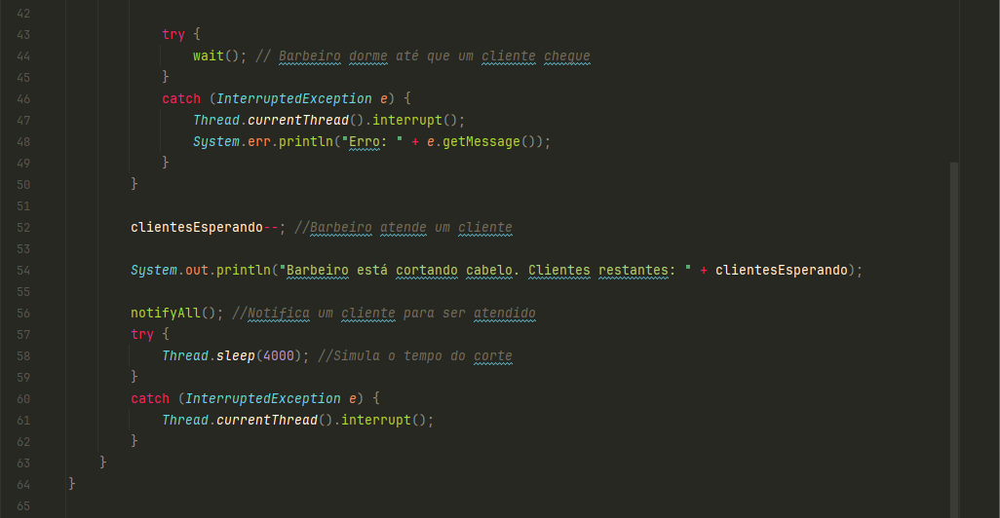 42
43 try {
44 wait(); // Barbeiro dorme até que um cliente chegue
45 }
46 catch (InterruptedException e) {
47 Thread.currentThread().interrupt();
48 System.err.println("Erro: " + e.getMessage());
49 }
50 }
51
52 clientesEsperando--; //Barbeiro atende um cliente
53
54 System.out.println("Barbeiro está cortando cabelo. Clientes restantes: " + clientesEsperando);
55
56 notifyAll(); //Notifica um cliente para ser atendido
57 try {
58 Thread.sleep(4000); //Simula o tempo do corte
59 }
60 catch (InterruptedException e) {
61 Thread.currentThread().interrupt();
62 }
63 }
64 }
65